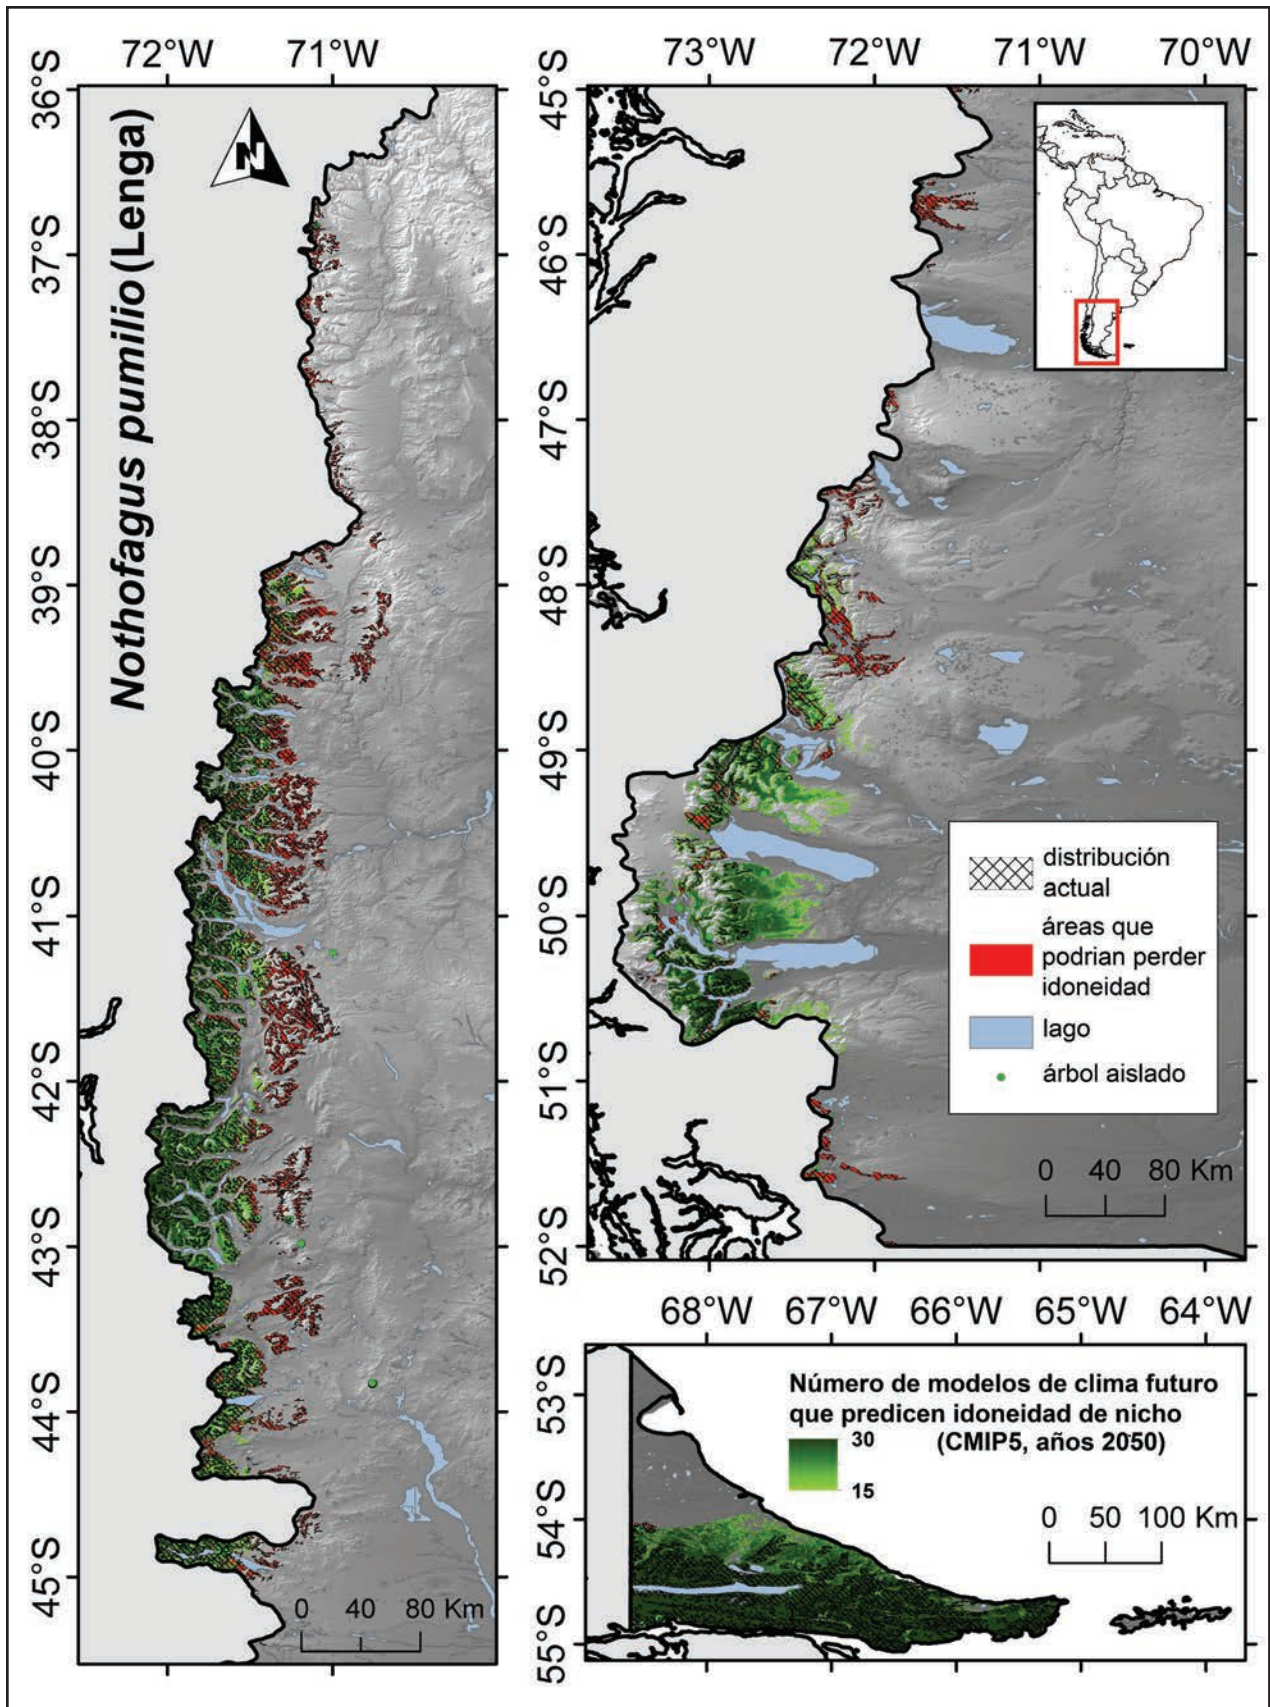 72°W 71°W
36°S
37°S
38°S
39°S
40°S
41°S
42°S
43°S
44°S
45°S
Nothofagus pumilio (Lenga)
N
0 40 80 Km
73°W 72°W 71°W 70°W
45°S
46°S
47°S
48°S
49°S
50°S
51°S
52°S
distribución
actual
áreas que
podrian perder
idoneidad
lago
árbol aislado
0 40 80 Km
68°W 67°W 66°W 65°W 64°W
53°S
54°S
55°S
Número de modelos de clima futuro
que predicen idoneidad de nicho
(CMIP5, años 2050)
30
15
0 50 100 Km